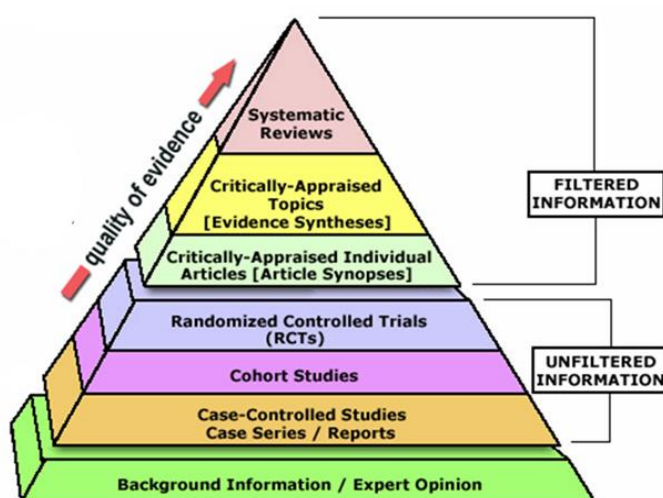 quality of evidence
Systematic
Reviews
Critically-Appraised
Topics
[Evidence Syntheses]
Critically-Appraised Individual
Articles [Article Synopses]
Randomized Controlled Trials
(RCTs)
Cohort Studies
Case-Controlled Studies
Case Series / Reports
Background Information / Expert Opinion
FILTERED
INFORMATION
UNFILTERED
INFORMATION